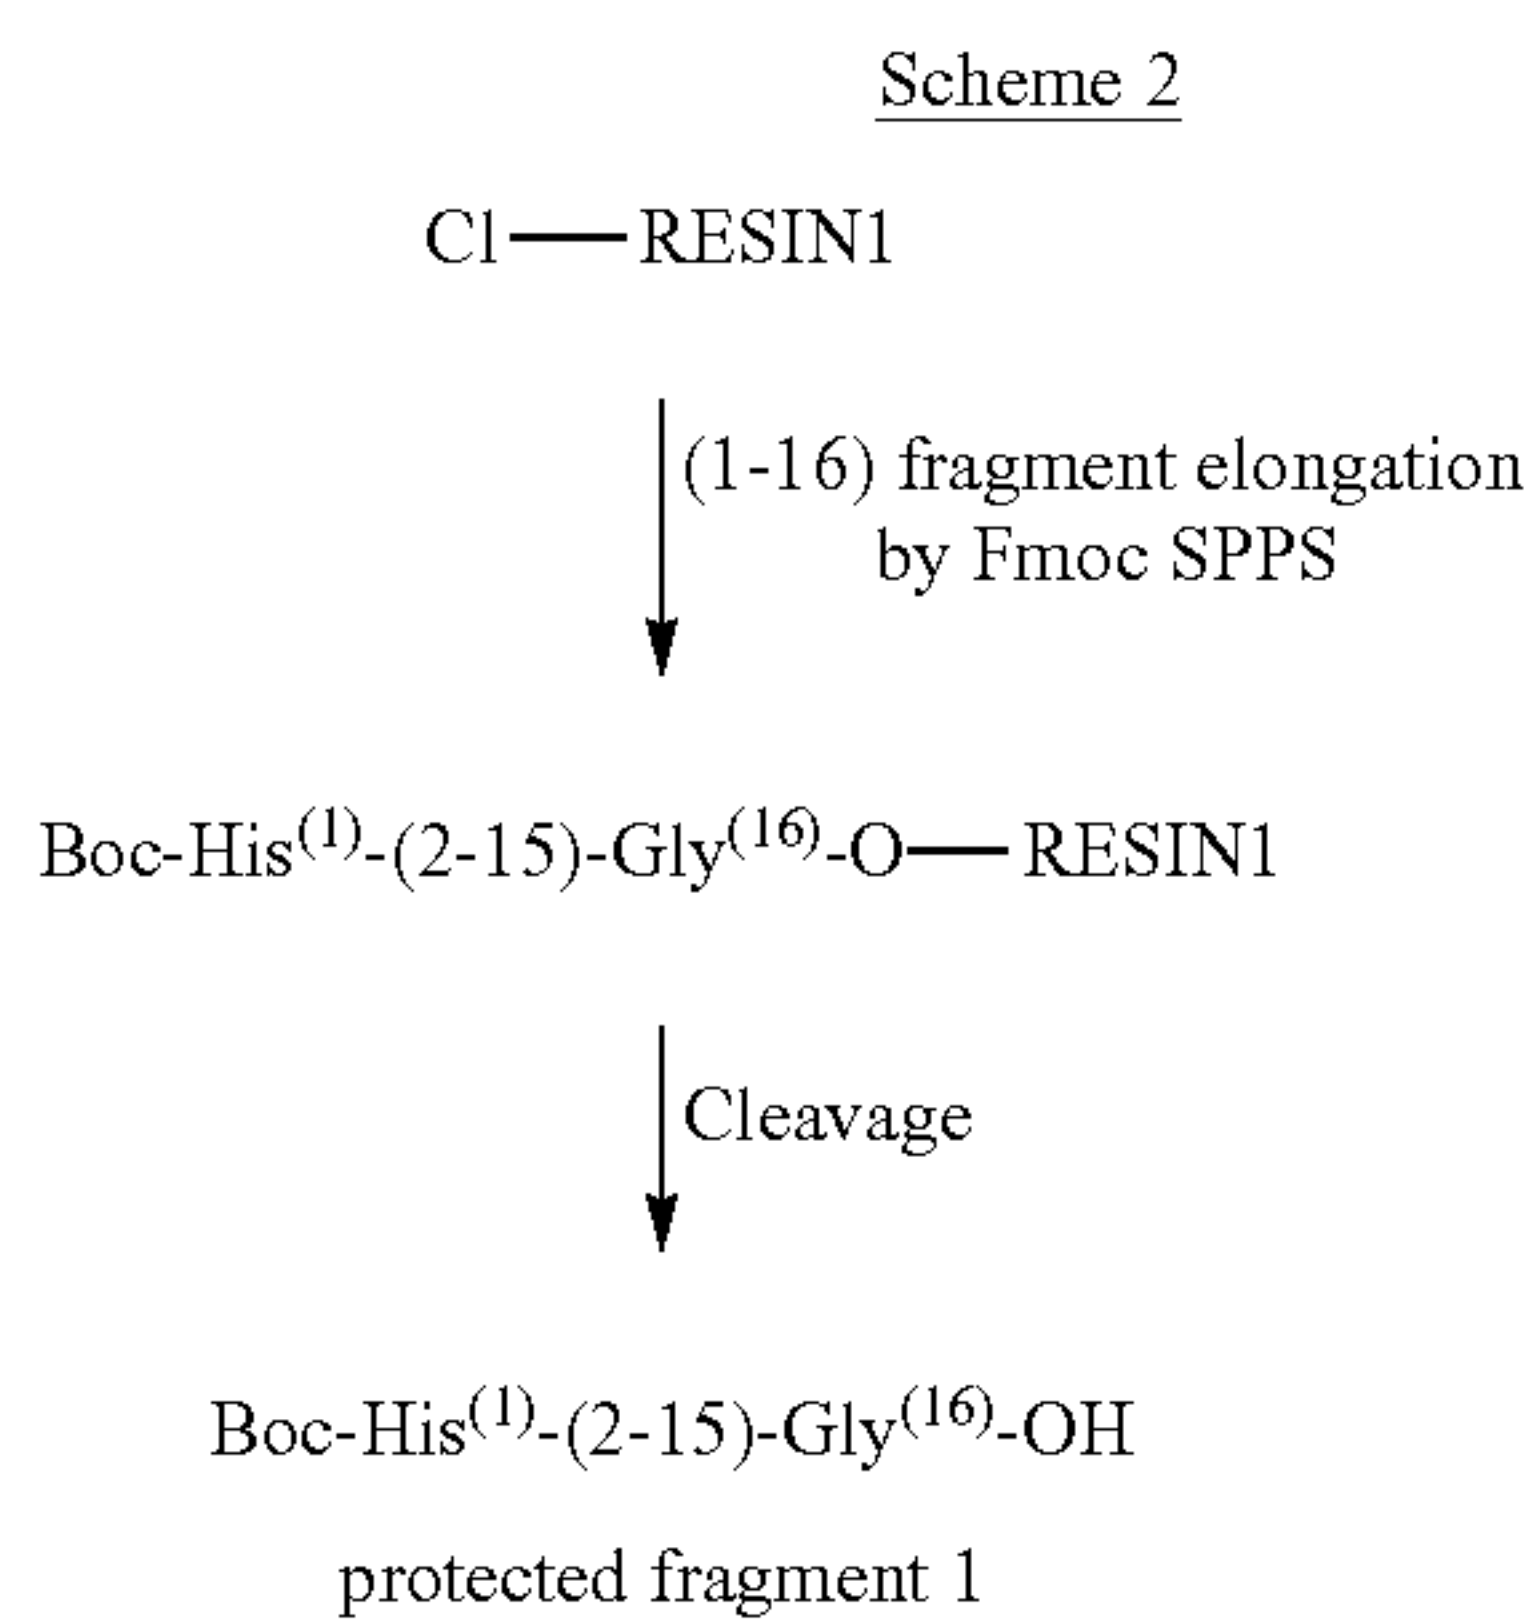 Scheme 2
Cl—RESIN1
(1-16) fragment elongation
by Fmoc SPPS
Boc-His(1)-(2-15)-Gly(16)-O—RESIN1
Cleavage
Boc-His(1)-(2-15)-Gly(16)-OH
protected fragment 1